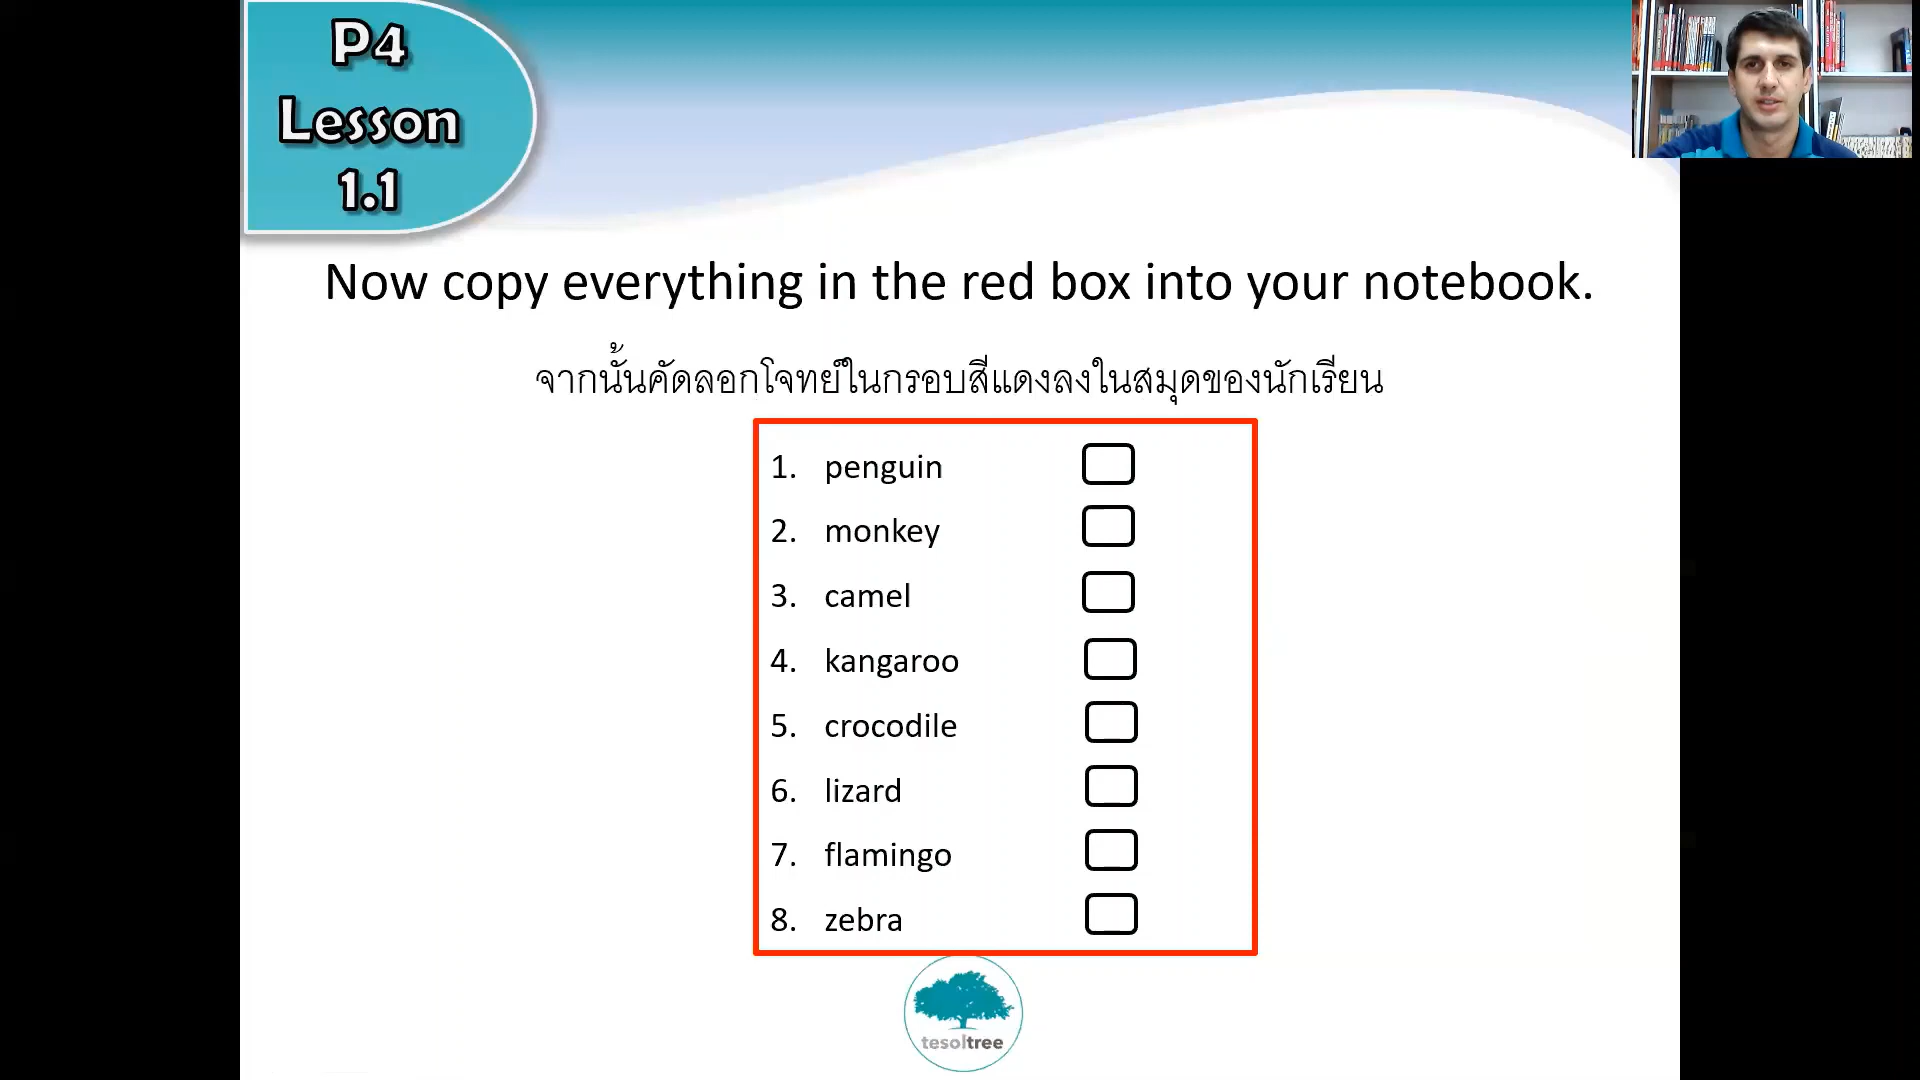 P4
Lesson
1.1
Now copy everything in the red box into your notebook.
จากนั้นคัดลอกโจทย์ในกรอบสีแดงลงในสมุดของนักเรียน
1. penguin
2. monkey
3. camel
4. kangaroo
5. crocodile
6. lizard
7. flamingo
8. zebra
tesoltree